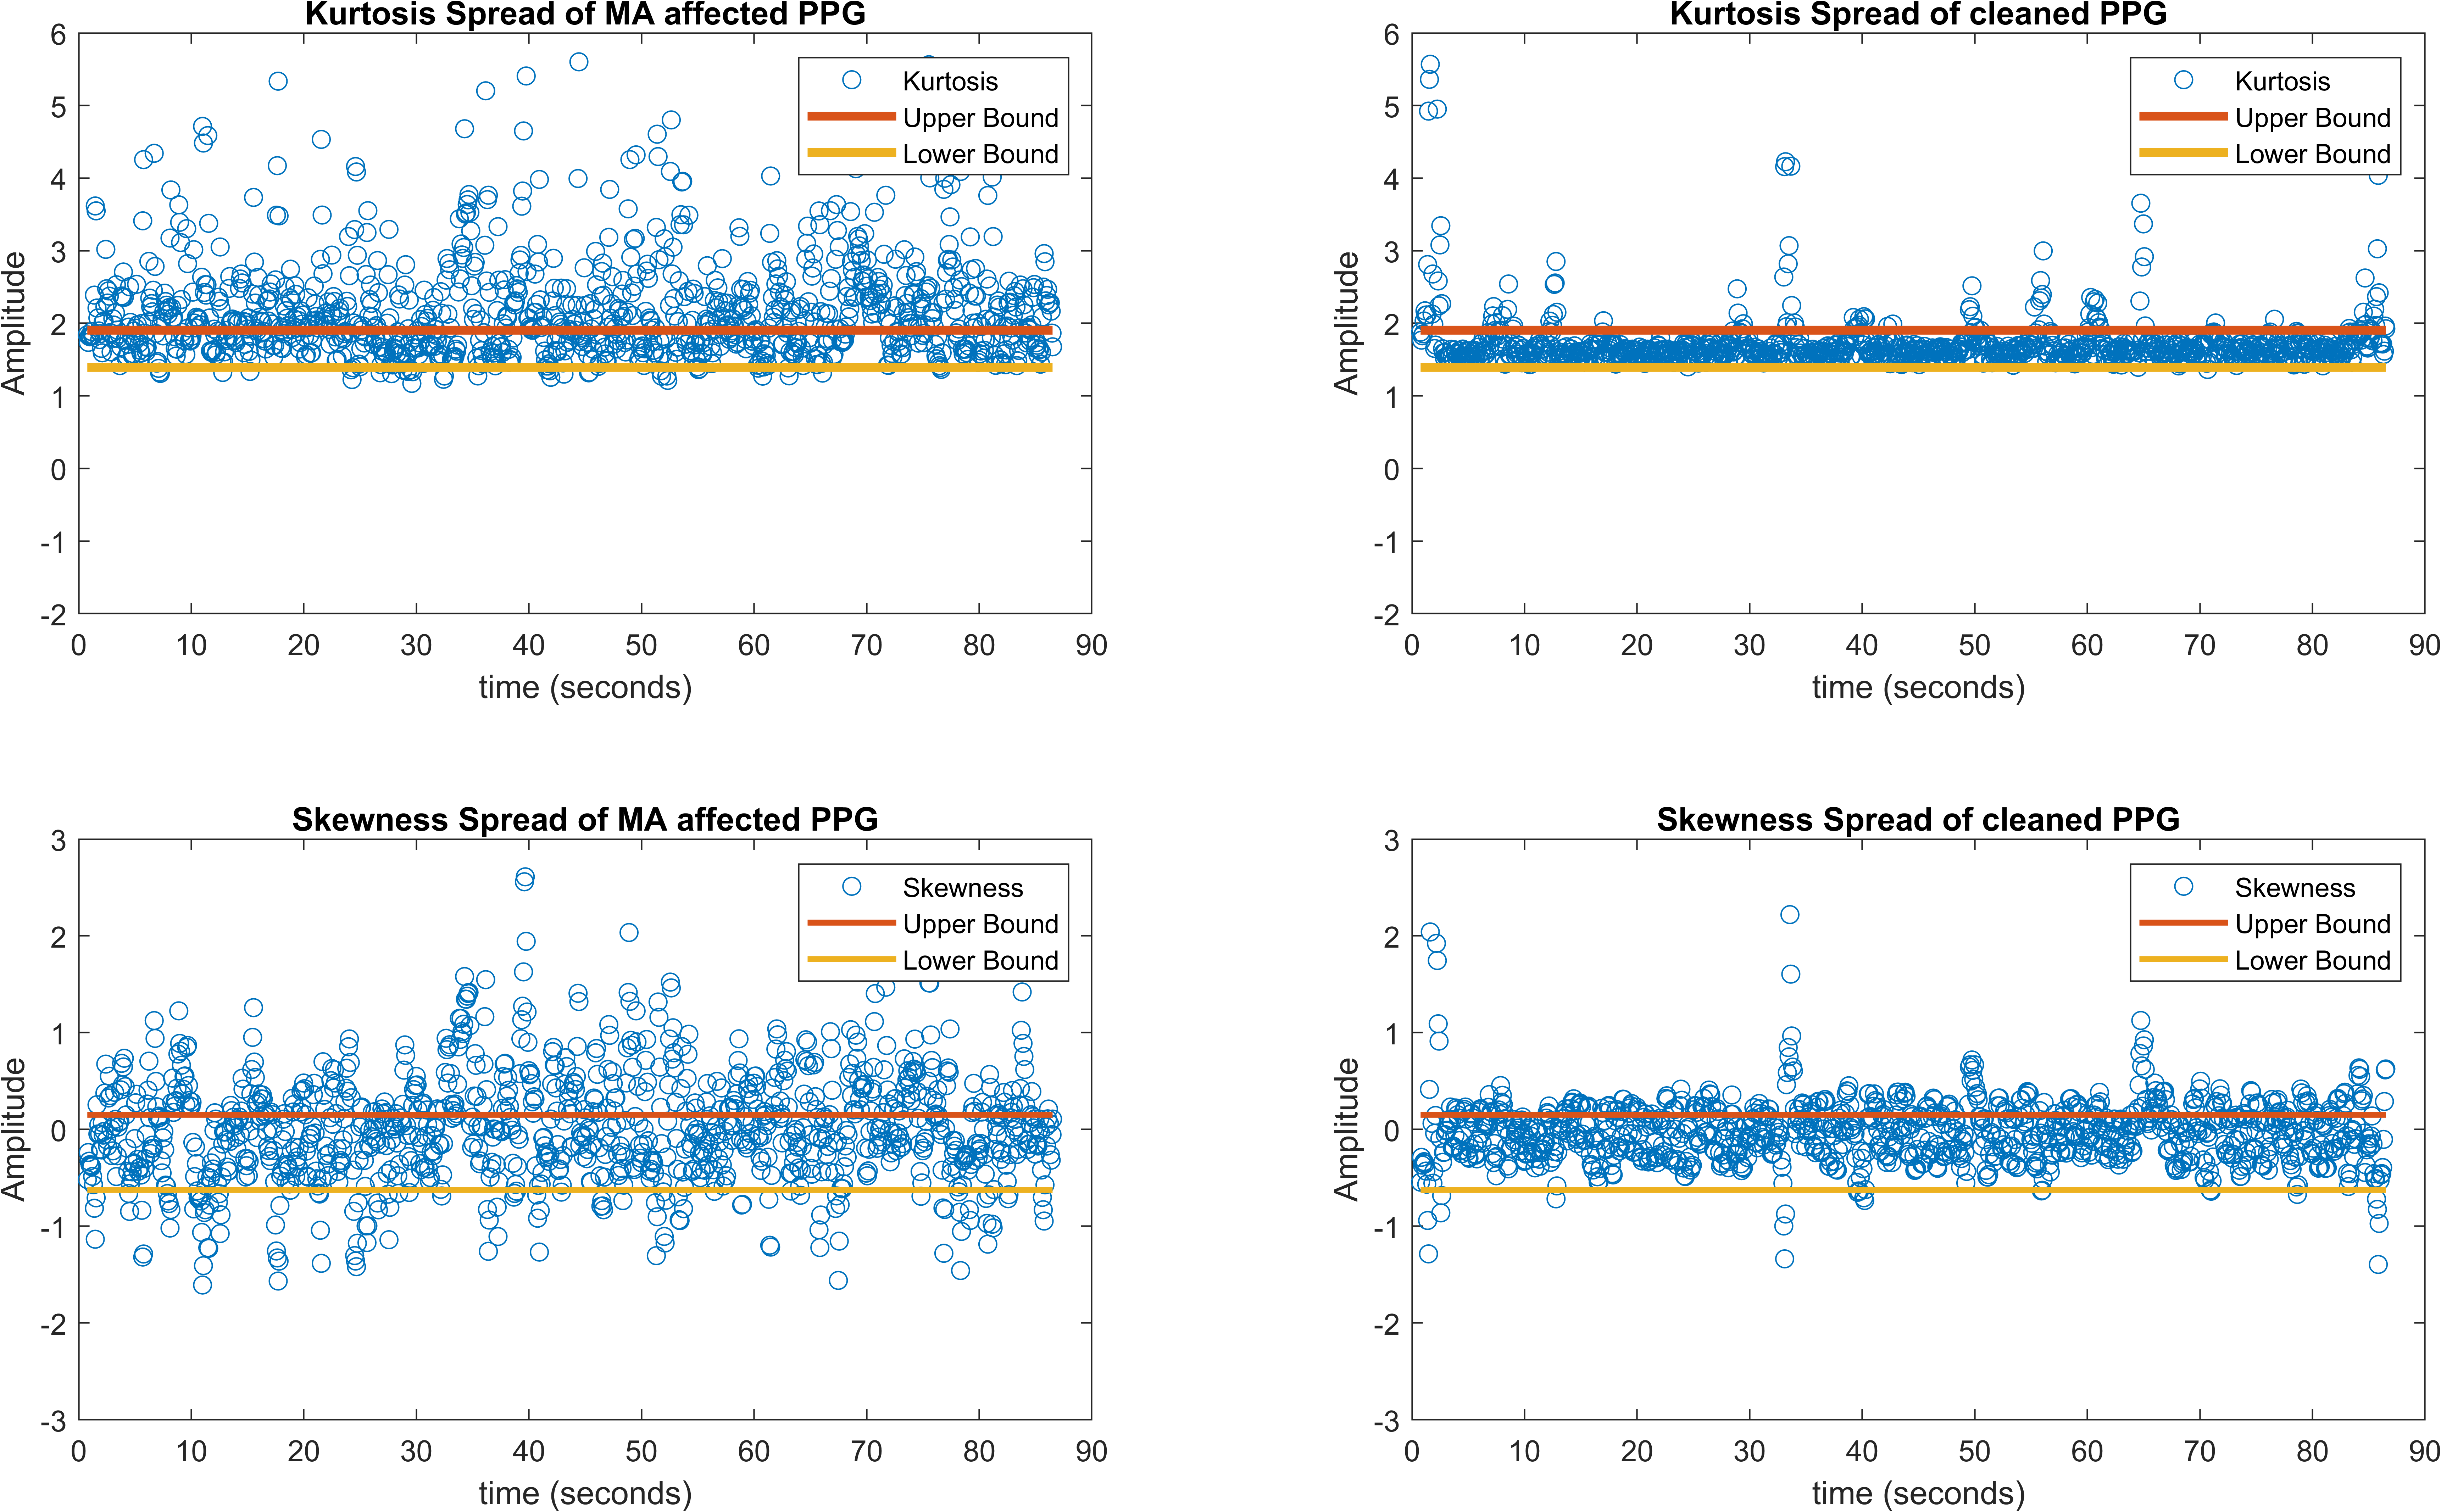 Kurtosis Spread of MA affected PPG
6
5
4
3
2
1
0
-1
-2
Amplitude
Kurtosis
Upper Bound
Lower Bound
0 10 20 30 40 50 60 70 80 90
time (seconds)
Kurtosis Spread of cleaned PPG
6
5
4
3
2
1
0
-1
-2
Amplitude
Kurtosis
Upper Bound
Lower Bound
0 10 20 30 40 50 60 70 80 90
time (seconds)
Skewness Spread of MA affected PPG
3
2
1
0
-1
-2
-3
Amplitude
Skewness
Upper Bound
Lower Bound
0 10 20 30 40 50 60 70 80 90
time (seconds)
Skewness Spread of cleaned PPG
3
2
1
0
-1
-2
-3
Amplitude
Skewness
Upper Bound
Lower Bound
0 10 20 30 40 50 60 70 80 90
time (seconds)